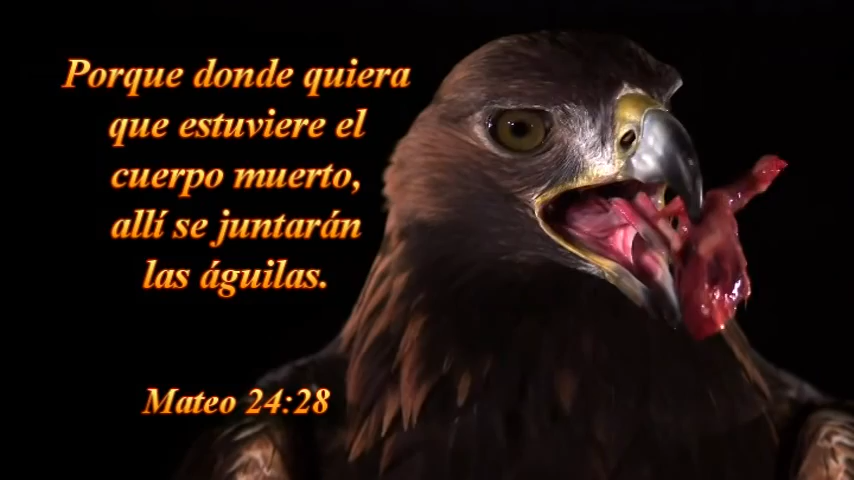 Porque donde quiera
que estuviere el
cuerpo muerto,
allí se juntarán
las águilas.
Mateo 24:28